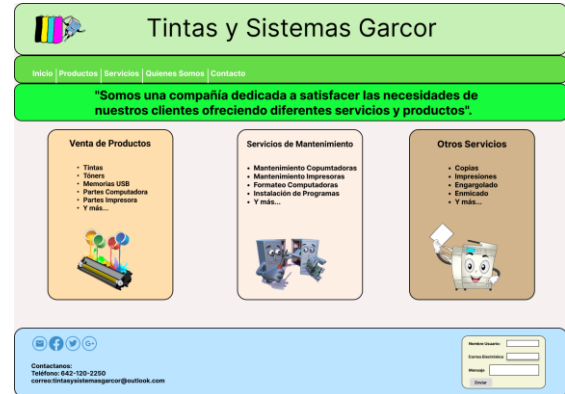 Tintas y Sistemas Garcor
Inicio Productos Servicios Quienes Somos Contacto
"Somos una compañía dedicada a satisfacer las necesidades de
nuestros clientes ofreciendo diferentes servicios y productos".
Venta de Productos
• Tintas
• Tóners
• Memorias USB
• Partes Computadora
• Partes Impresora
• Y más...
Servicios de Mantenimiento
• Mantenimiento Copumtadoras
• Mantenimiento Impresoras
• Formateo Computadoras
• Instalación de Programas
• Y más...
Otros Servicios
• Copias
• Impresiones
• Engargolado
• Enmicado
• Y más...
G+
Contactanos:
Teléfono: 642-120-2250
correo:tintasysistemasgarcor@outlook.com
Nombre Usuario:
Correo Electrónico:
Mensaje:
Enviar